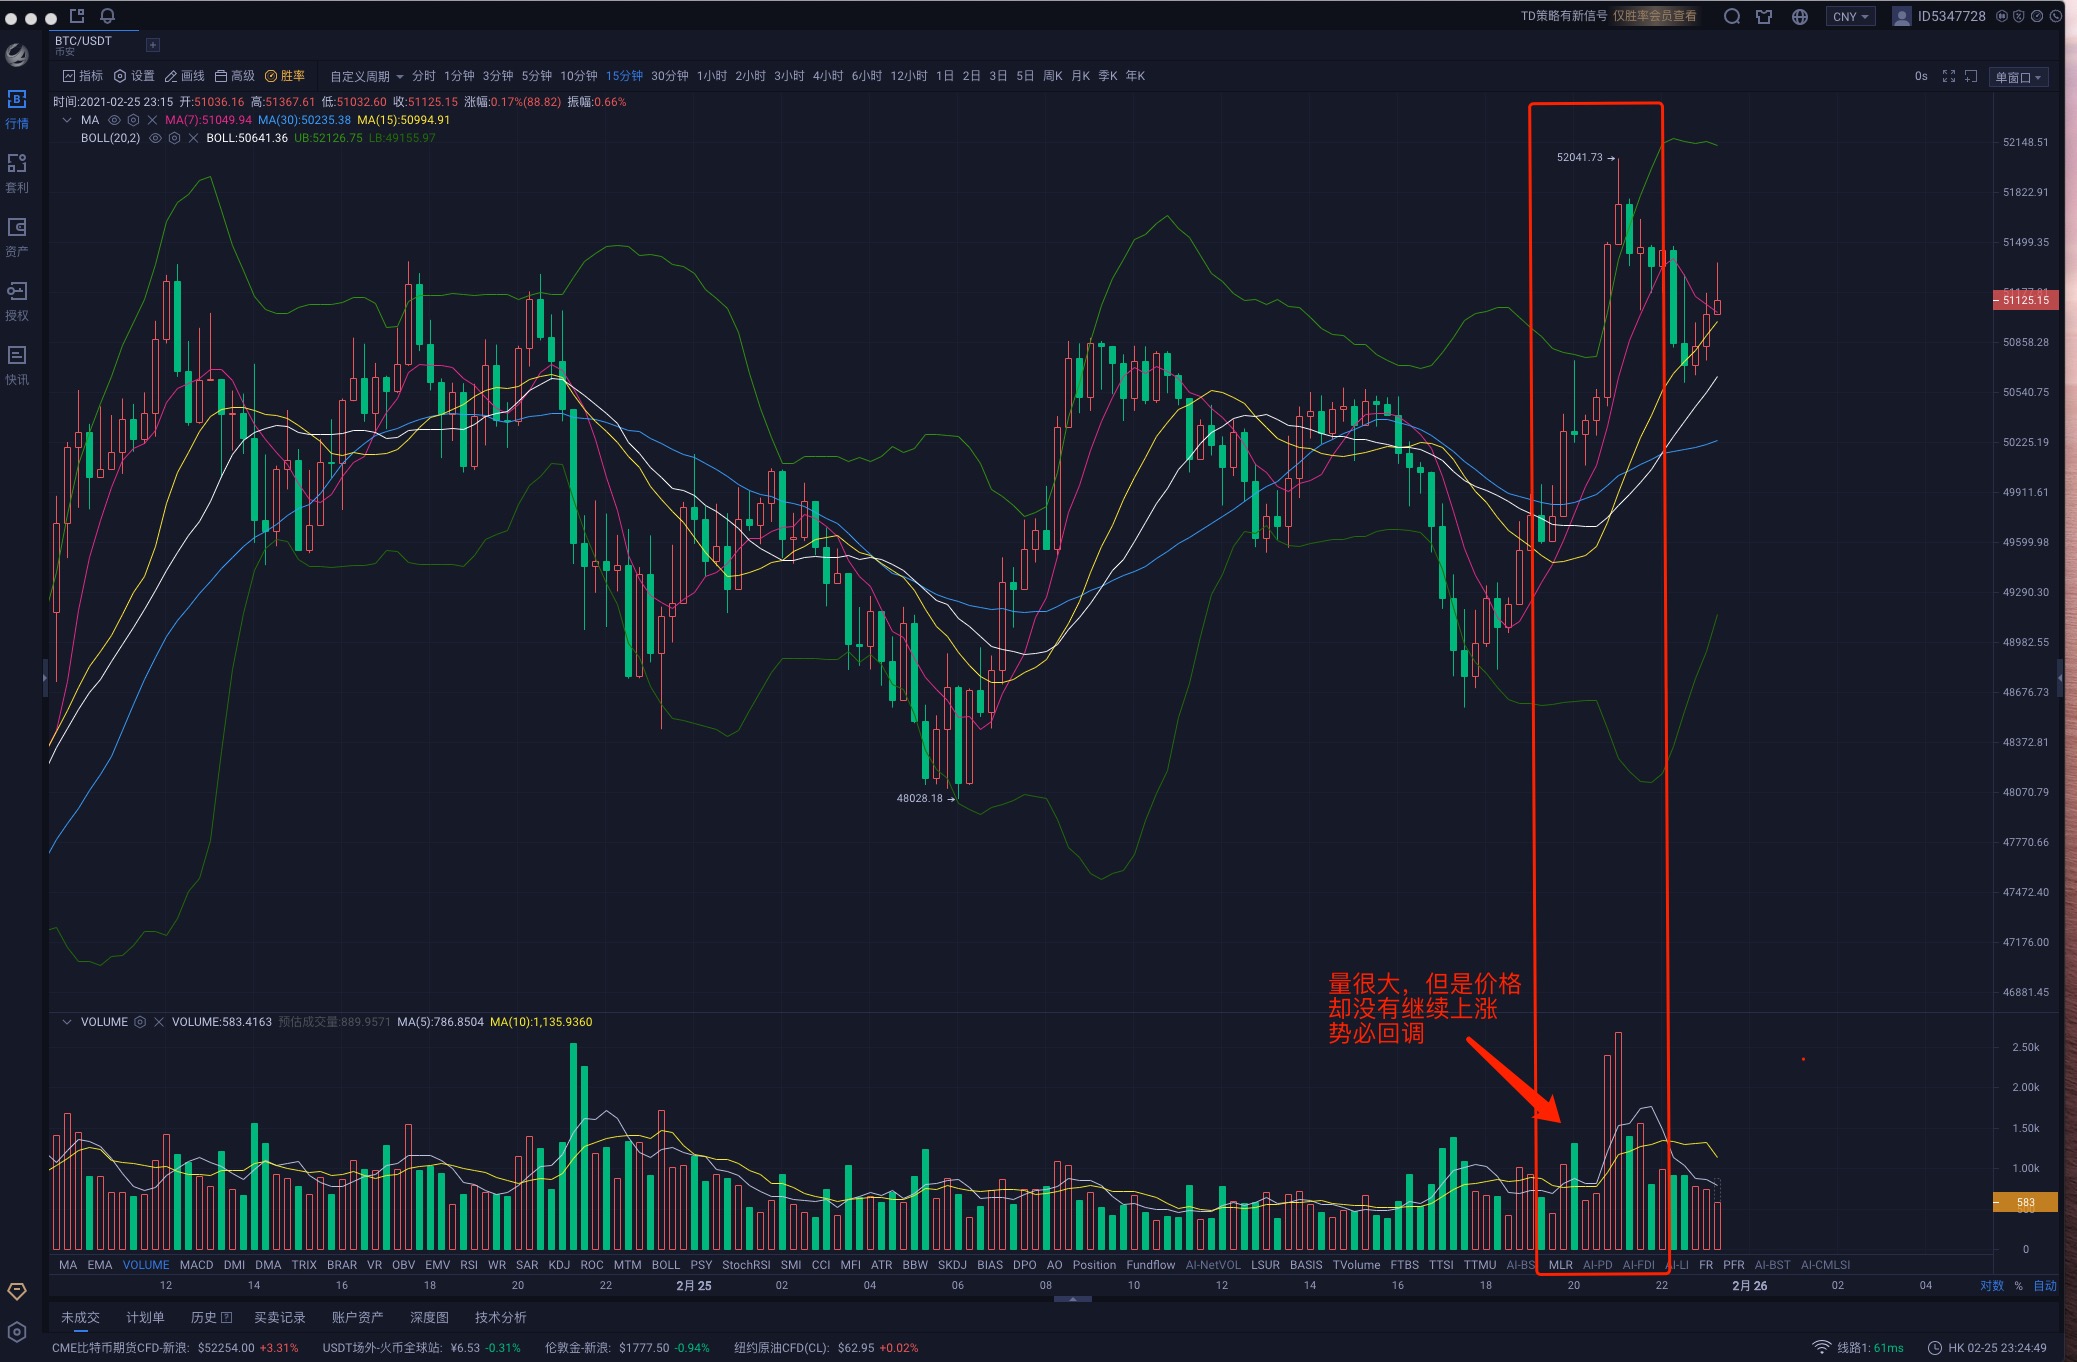 TD策略有新信号 仅胜率会员查看
CNY
ID5347728
BTC/USDT
币安
指标 设置 画线 高级 胜率 自定义周期 分时 1分钟 3分钟 5分钟 10分钟 15分钟 30分钟 1小时 2小时 3小时 4小时 6小时 12小时 1日 2日 3日 5日 周K 月K 季K 年K
0s 单窗口
行情
套利
资产
授权
快讯
时间:2021-02-25 23:15 开:51036.16 高:51367.61 低:51032.60 收:51125.15 涨幅:0.17%(88.82) 振幅:0.66%
MA MA(7):51049.94 MA(30):50235.38 MA(15):50994.91
BOLL(20,2) BOLL:50641.36 UB:52126.75 LB:49155.97
52041.73
48028.18
52148.51
51822.91
51499.35
51125.15
50858.28
50540.75
50225.19
49911.61
49599.98
49290.30
48982.55
48676.73
48372.81
48070.79
47770.66
47472.40
47176.00
46881.45
量很大，但是价格
却没有继续上涨
势必回调
VOLUME VOLUME:583.4163 预估成交量:889.9571 MA(5):786.8504 MA(10):1,135.9360
2.50k
2.00k
1.50k
1.00k
583
0
MA EMA VOLUME MACD DMI DMA TRIX BRAR VR OBV EMV RSI WR SAR KDJ ROC MTM BOLL PSY StochRSI SMI CCI MFI ATR BBW SKDJ BIAS DPO AO Position Fundflow AI-NetVOL LSUR BASIS TVolume FTBS TTSI TTMU AI-BS MLR AI-PD AI-FDI AI-LI FR PFR AI-BST AI-CMLSI
12 14 16 18 20 22 2月25 02 04 06 08 10 12 14 16 18 20 22 2月26 02 04
对数 % 自动
未成交 计划单 历史 买卖记录 账户资产 深度图 技术分析
CME比特币期货CFD-新浪: $52254.00 +3.31% USDT场外-火币全球站: ¥6.53 -0.31% 伦敦金-新浪: $1777.50 -0.94% 纽约原油CFD(CL): $62.95 +0.02%
线路1: 61ms HK 02-25 23:24:49